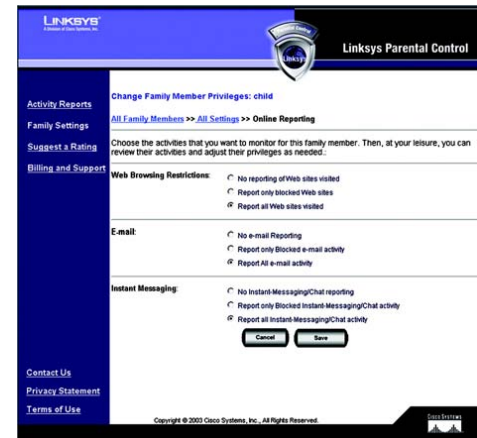 LINKSYS®
A Division of Cisco Systems, Inc.
Parental Control
Linksys
Linksys Parental Control
Activity Reports
Family Settings
Suggest a Rating
Billing and Support
Change Family Member Privileges: child
All Family Members >> All Settings >> Online Reporting
Choose the activities that you want to monitor for this family member. Then, at your leisure, you can
review their activities and adjust their privileges as needed.:
Web Browsing Restrictions:
No reporting of Web sites visited
Report only blocked Web sites
Report all Web sites visited
E-mail:
No e-mail Reporting
Report only Blocked e-mail activity
Report All e-mail activity
Instant Messaging:
No Instant-Messaging/Chat reporting
Report only Blocked Instant-Messaging/Chat activity
Report all Instant-Messaging/Chat activity
Cancel
Save
Contact Us
Privacy Statement
Terms of Use
Copyright © 2003 Cisco Systems, Inc., All Rights Reserved.
CISCO SYSTEMS